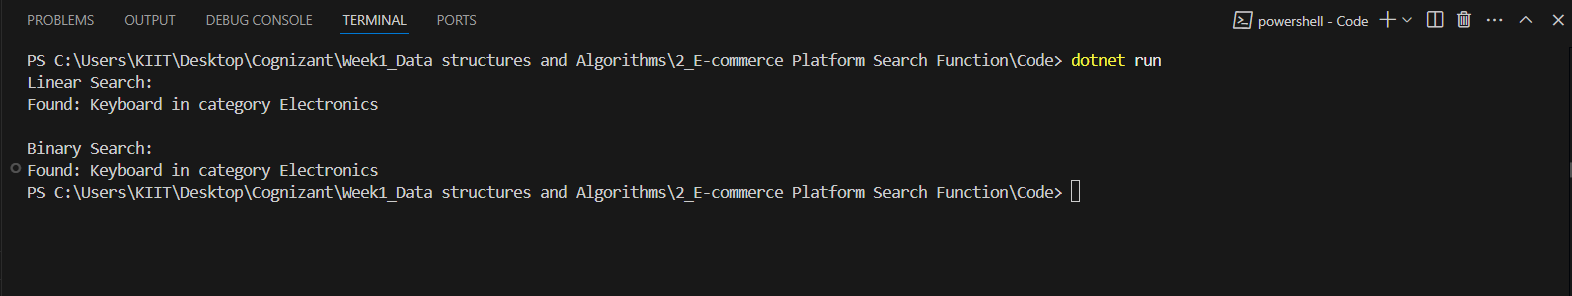 PROBLEMS OUTPUT DEBUG CONSOLE TERMINAL PORTS powershell - Code
PS C:\Users\KIIT\Desktop\Cognizant\Week1_Data structures and Algorithms\2_E-commerce Platform Search Function\Code> dotnet run
Linear Search:
Found: Keyboard in category Electronics
Binary Search:
Found: Keyboard in category Electronics
PS C:\Users\KIIT\Desktop\Cognizant\Week1_Data structures and Algorithms\2_E-commerce Platform Search Function\Code>